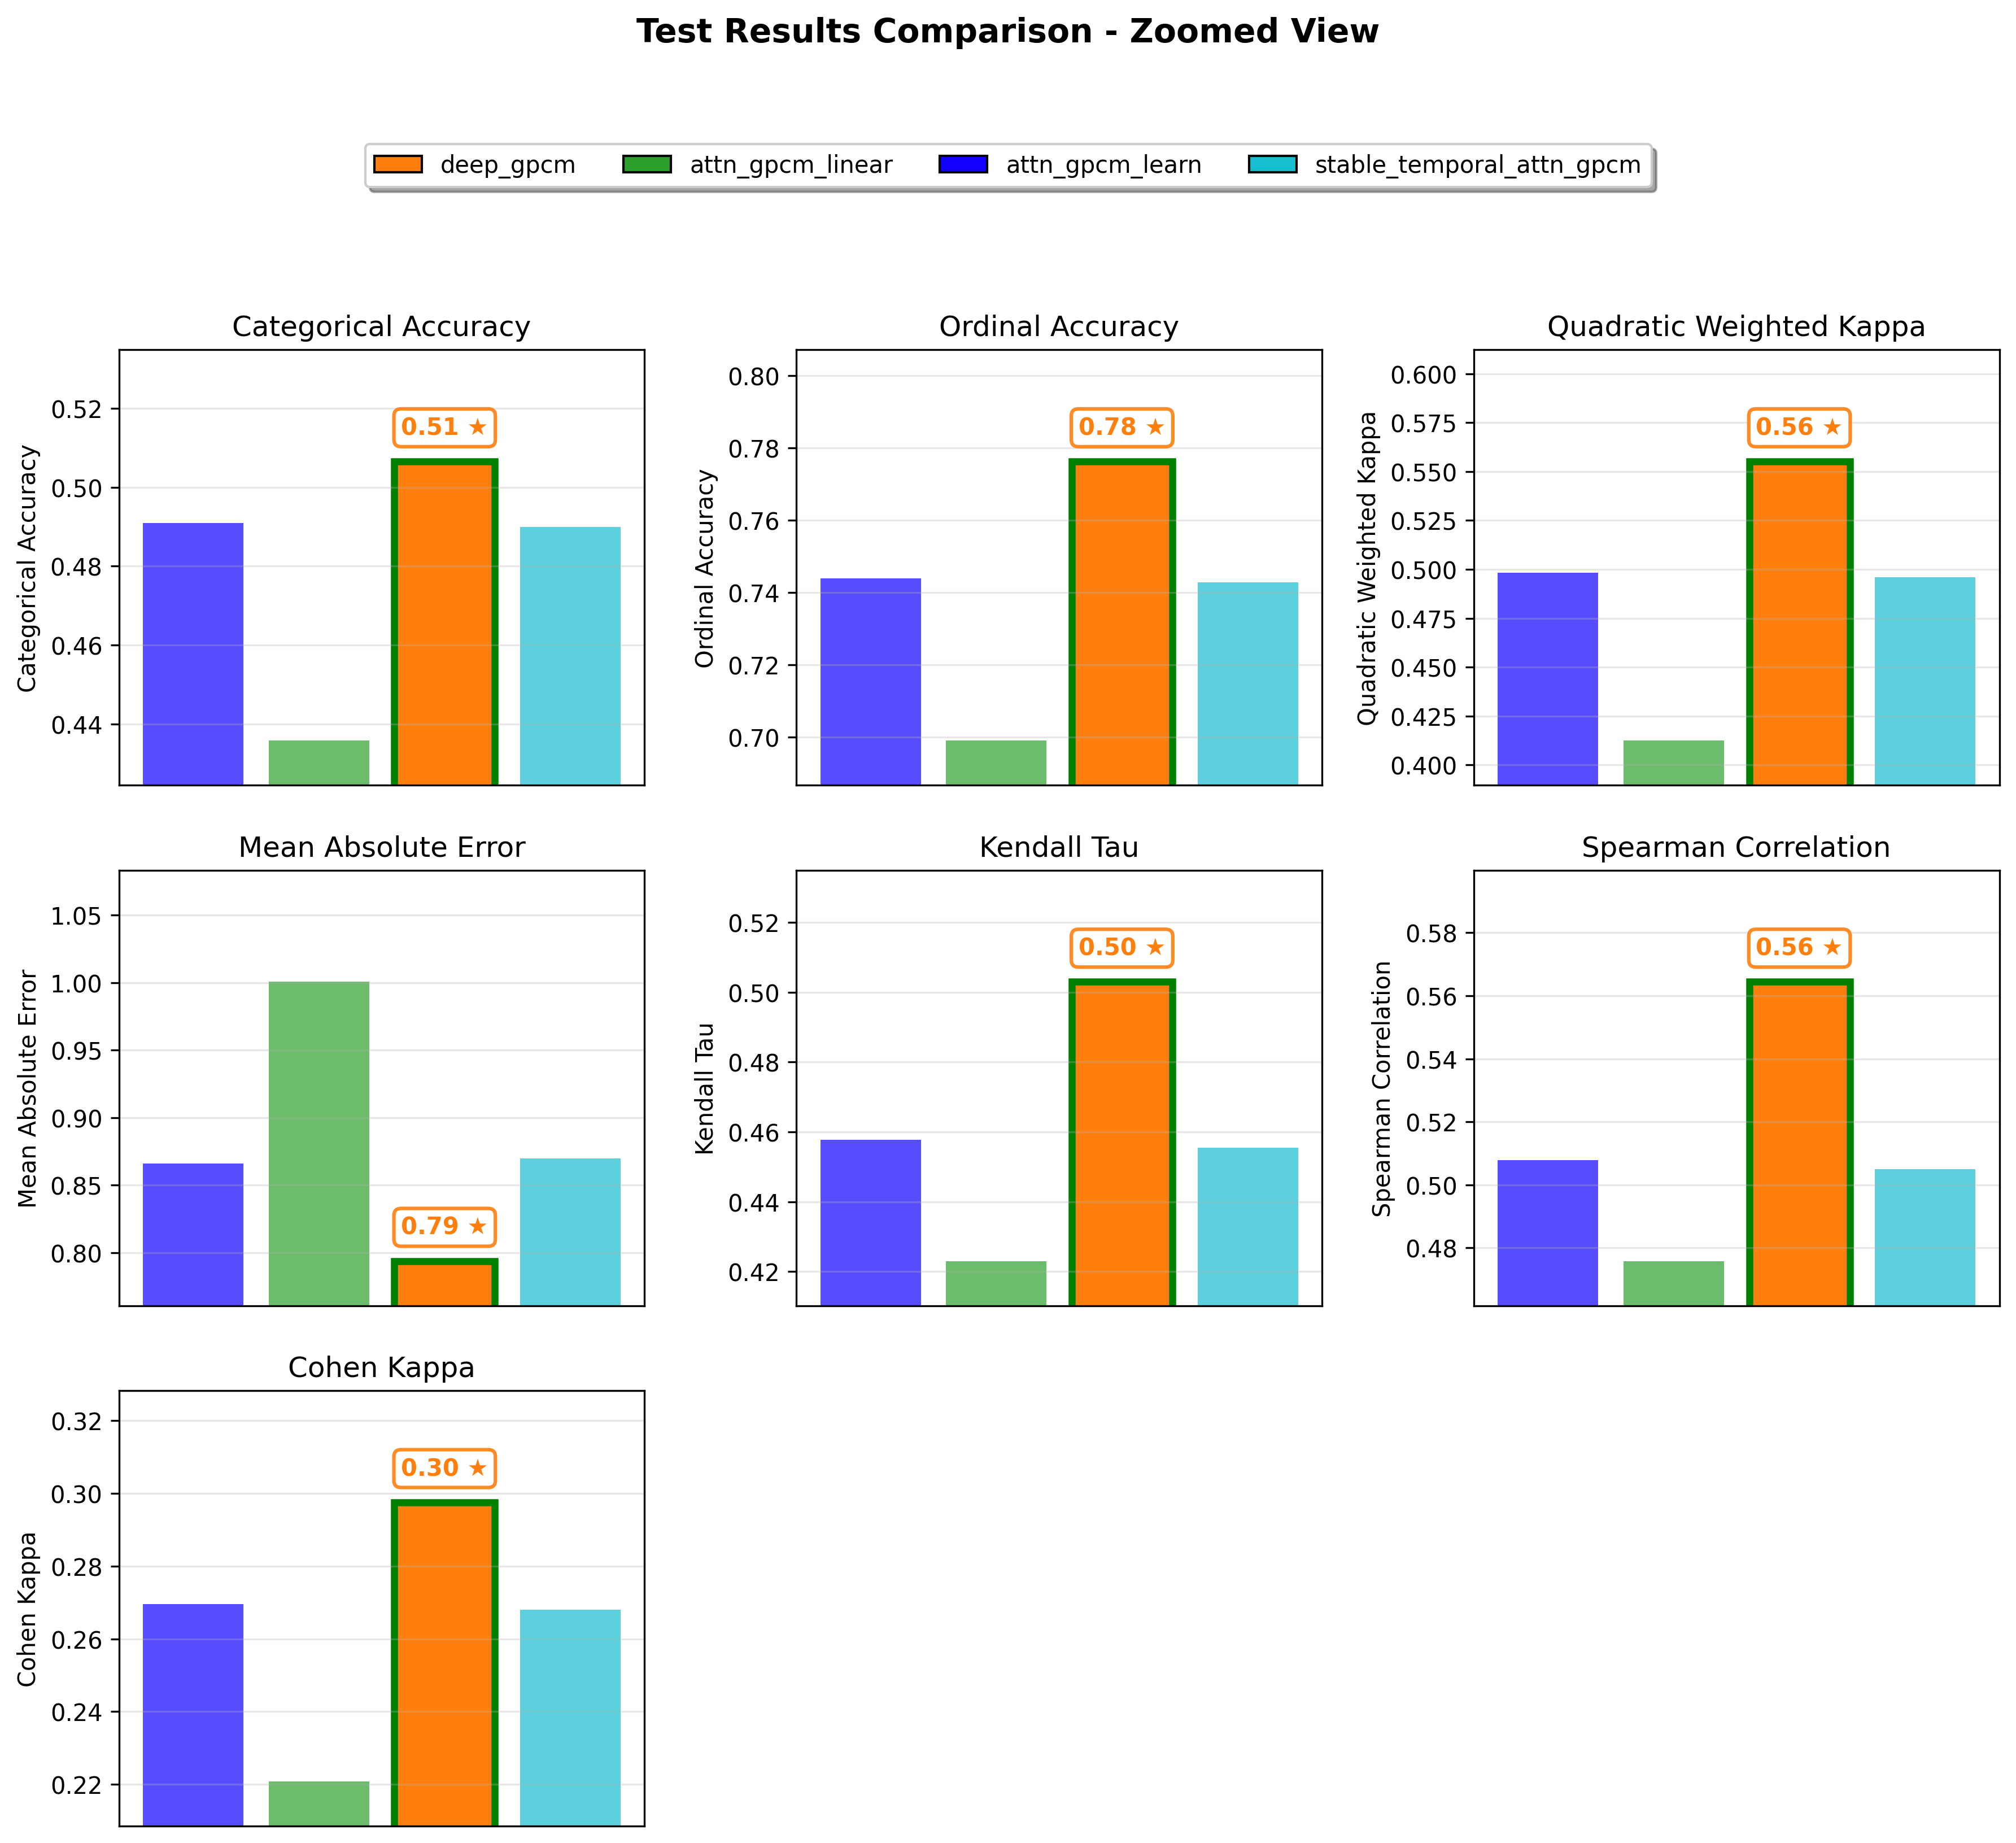 Test Results Comparison - Zoomed View
deep_gpcm
attn_gpcm_linear
attn_gpcm_learn
stable_temporal_attn_gpcm
Categorical Accuracy
Categorical Accuracy
0.52
0.50
0.48
0.46
0.44
0.51 ★
Ordinal Accuracy
Ordinal Accuracy
0.80
0.78
0.76
0.74
0.72
0.70
0.78 ★
Quadratic Weighted Kappa
Quadratic Weighted Kappa
0.600
0.575
0.550
0.525
0.500
0.475
0.450
0.425
0.400
0.56 ★
Mean Absolute Error
Mean Absolute Error
1.05
1.00
0.95
0.90
0.85
0.80
0.79 ★
Kendall Tau
Kendall Tau
0.52
0.50
0.48
0.46
0.44
0.42
0.50 ★
Spearman Correlation
Spearman Correlation
0.58
0.56
0.54
0.52
0.50
0.48
0.56 ★
Cohen Kappa
Cohen Kappa
0.32
0.30
0.28
0.26
0.24
0.22
0.30 ★